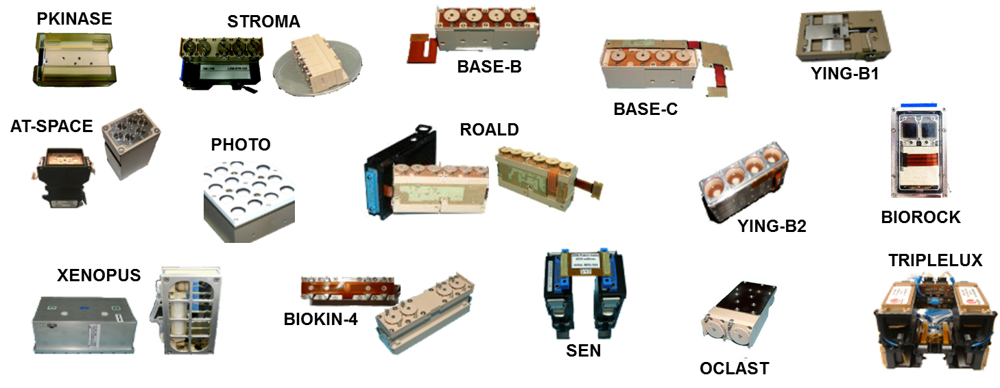 PKINASE
STROMA
BASE-B
BASE-C
YING-B1
AT-SPACE
PHOTO
ROALD
YING-B2
BIOROCK
XENOPUS
BIOKIN-4
SEN
OCLAST
TRIPLELUX